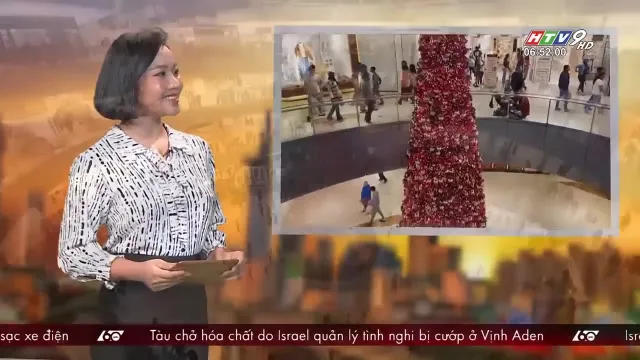 HTV9 HD
06:52:00
sạc xe điện
Tàu chở hóa chất do Israel quản lý tình nghi bị cướp ở Vịnh Aden
Is